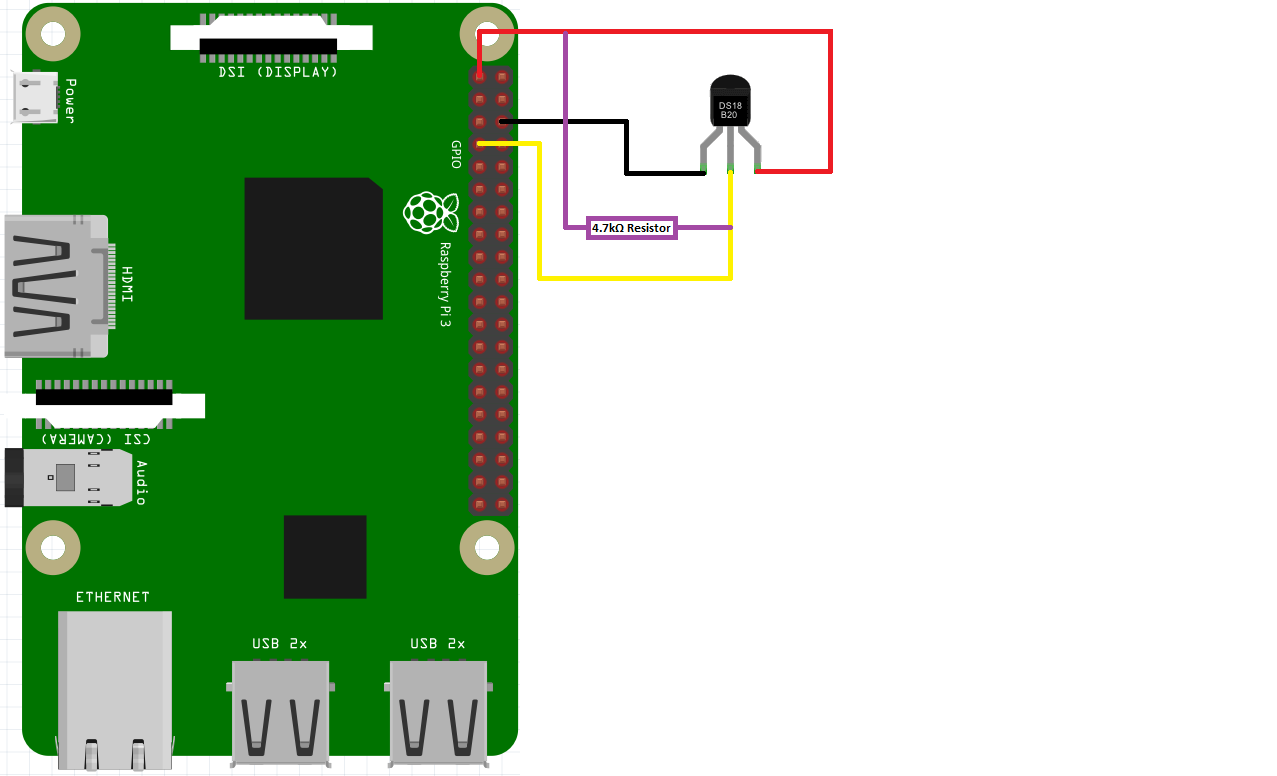 DSI (DISPLAY)
Power
GPIO
DS18
B20
4.7kΩ Resistor
HDMI
Raspberry Pi 3
CSI (CAMERA)
Audio
ETHERNET
USB 2x
USB 2x